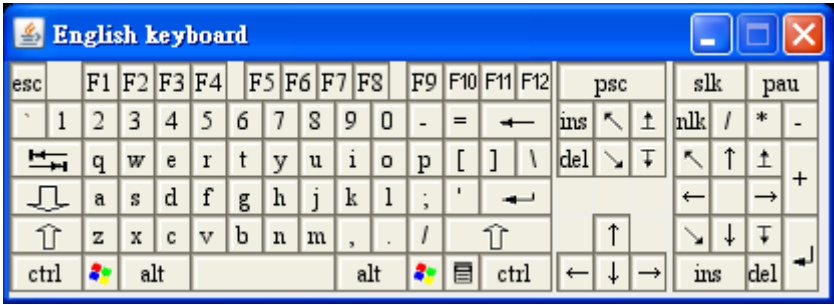 English keyboard
esc F1 F2 F3 F4 F5 F6 F7 F8 F9 F10 F11 F12 psc slk pau
` 1 2 3 4 5 6 7 8 9 0 - = ← ins ↖ ↥ nlk / * -
q w e r t y u i o p [ ] \ del ↘ ↧ ↖ ↑ ↥ +
a s d f g h j k l ; ' ← →
z x c v b n m , . / ⇧ ↑ ↘ ↓ ↧
ctrl alt alt ctrl ← ↓ → ins del ↵